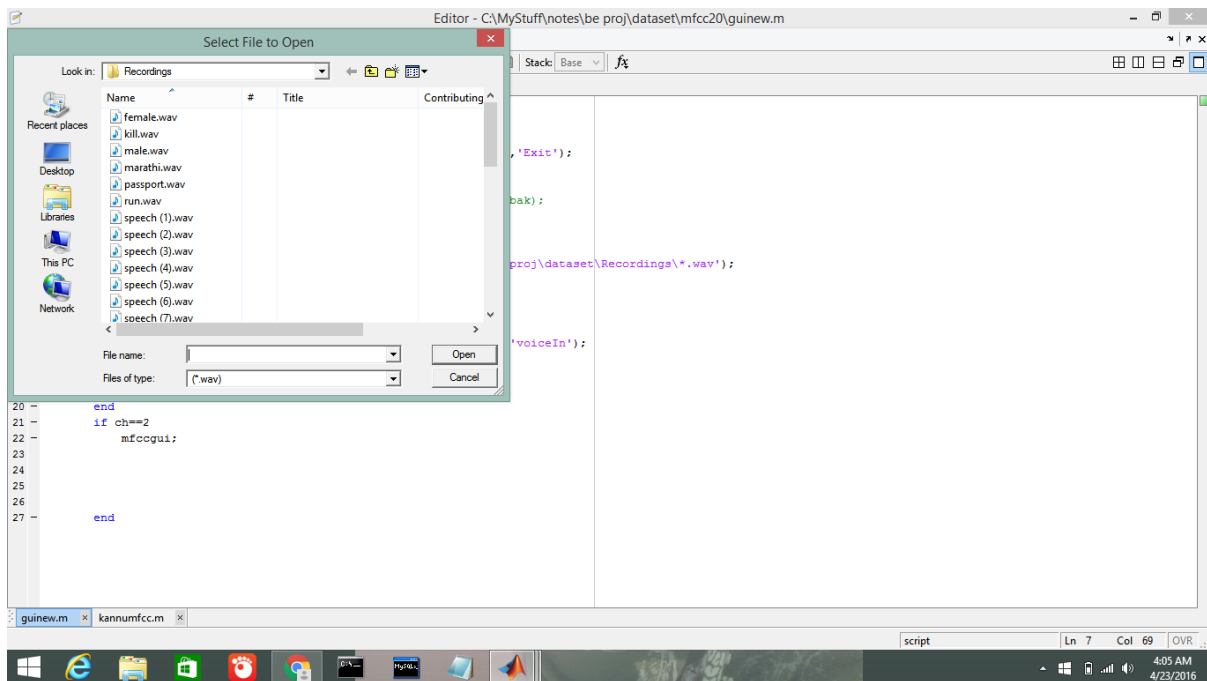 Editor - C:\MyStuff\notes\be proj\dataset\mfcc20\guinew.m
Select File to Open
Stack: Base fx
Look in: Recordings
Name # Title Contributing
Recent places
Desktop
Libraries
This PC
Network
female.wav
kill.wav
male.wav
marathi.wav
passport.wav
run.wav
speech (1).wav
speech (2).wav
speech (3).wav
speech (4).wav
speech (5).wav
speech (6).wav
speech (7).wav
File name: Open
Files of type: (*.wav) Cancel
,'Exit');
bak);
proj\dataset\Recordings\*.wav');
'voiceIn');
20 - end
21 - if ch==2
22 - mfccgui;
23
24
25
26
27 - end
guinew.m × kannumfcc.m ×
script Ln 7 Col 69 OVR
C:\
MySQL
4:05 AM
4/23/2016